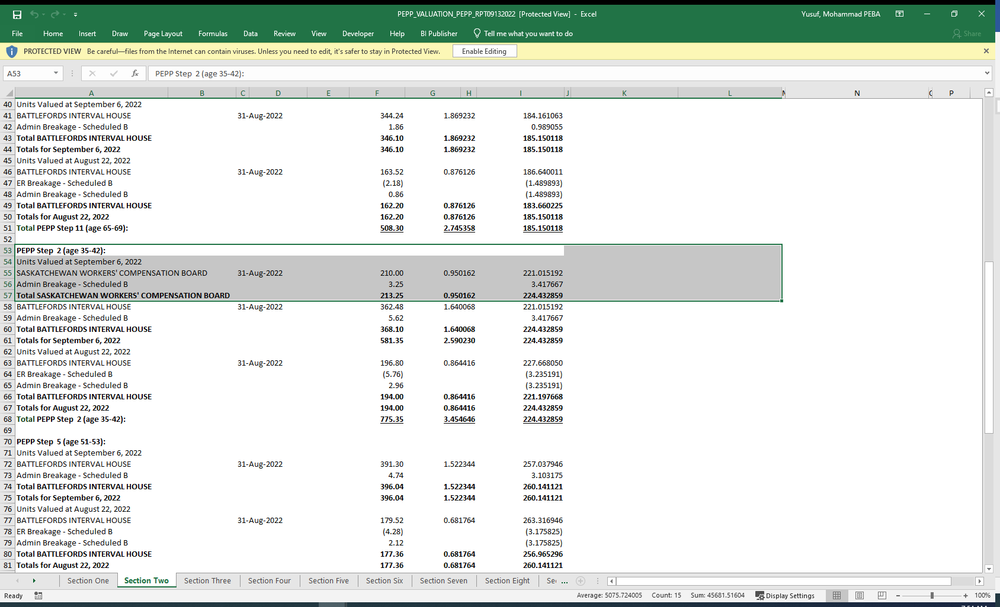 PEPP_VALUATION_PEPP_RPT09132022 [Protected View] - Excel
Yusuf, Mohammad PEBA
File Home Insert Draw Page Layout Formulas Data Review View Developer Help BI Publisher Tell me what you want to do Share
PROTECTED VIEW Be careful—files from the Internet can contain viruses. Unless you need to edit, it's safer to stay in Protected View. Enable Editing
A53 fx PEPP Step 2 (age 35-42):
A B C D E F G H I J K L N P
40 Units Valued at September 6, 2022
41 BATTLEFORDS INTERVAL HOUSE 31-Aug-2022 344.24 1.869232 184.161063
42 Admin Breakage - Scheduled B 1.86 0.989055
43 Total BATTLEFORDS INTERVAL HOUSE 346.10 1.869232 185.150118
44 Totals for September 6, 2022 346.10 1.869232 185.150118
45 Units Valued at August 22, 2022
46 BATTLEFORDS INTERVAL HOUSE 31-Aug-2022 163.52 0.876126 186.640011
47 ER Breakage - Scheduled B (2.18) (1.489893)
48 Admin Breakage - Scheduled B 0.86 (1.489893)
49 Total BATTLEFORDS INTERVAL HOUSE 162.20 0.876126 183.660225
50 Totals for August 22, 2022 162.20 0.876126 185.150118
51 Total PEPP Step 11 (age 65-69): 508.30 2.745358 185.150118
52
53 PEPP Step 2 (age 35-42):
54 Units Valued at September 6, 2022
55 SASKATCHEWAN WORKERS' COMPENSATION BOARD 31-Aug-2022 210.00 0.950162 221.015192
56 Admin Breakage - Scheduled B 3.25 3.417667
57 Total SASKATCHEWAN WORKERS' COMPENSATION BOARD 213.25 0.950162 224.432859
58 BATTLEFORDS INTERVAL HOUSE 31-Aug-2022 362.48 1.640068 221.015192
59 Admin Breakage - Scheduled B 5.62 3.417667
60 Total BATTLEFORDS INTERVAL HOUSE 368.10 1.640068 224.432859
61 Totals for September 6, 2022 581.35 2.590230 224.432859
62 Units Valued at August 22, 2022
63 BATTLEFORDS INTERVAL HOUSE 31-Aug-2022 196.80 0.864416 227.668050
64 ER Breakage - Scheduled B (5.76) (3.235191)
65 Admin Breakage - Scheduled B 2.96 (3.235191)
66 Total BATTLEFORDS INTERVAL HOUSE 194.00 0.864416 221.197668
67 Totals for August 22, 2022 194.00 0.864416 224.432859
68 Total PEPP Step 2 (age 35-42): 775.35 3.454646 224.432859
69
70 PEPP Step 5 (age 51-53):
71 Units Valued at September 6, 2022
72 BATTLEFORDS INTERVAL HOUSE 31-Aug-2022 391.30 1.522344 257.037946
73 Admin Breakage - Scheduled B 4.74 3.103175
74 Total BATTLEFORDS INTERVAL HOUSE 396.04 1.522344 260.141121
75 Totals for September 6, 2022 396.04 1.522344 260.141121
76 Units Valued at August 22, 2022
77 BATTLEFORDS INTERVAL HOUSE 31-Aug-2022 179.52 0.681764 263.316946
78 ER Breakage - Scheduled B (4.28) (3.175825)
79 Admin Breakage - Scheduled B 2.12 (3.175825)
80 Total BATTLEFORDS INTERVAL HOUSE 177.36 0.681764 256.965296
81 Totals for August 22, 2022 177.36 0.681764 260.141121
Section One Section Two Section Three Section Four Section Five Section Six Section Seven Section Eight Se ...
Ready Average: 5075.724005 Count: 15 Sum: 45681.51604 Display Settings 100%